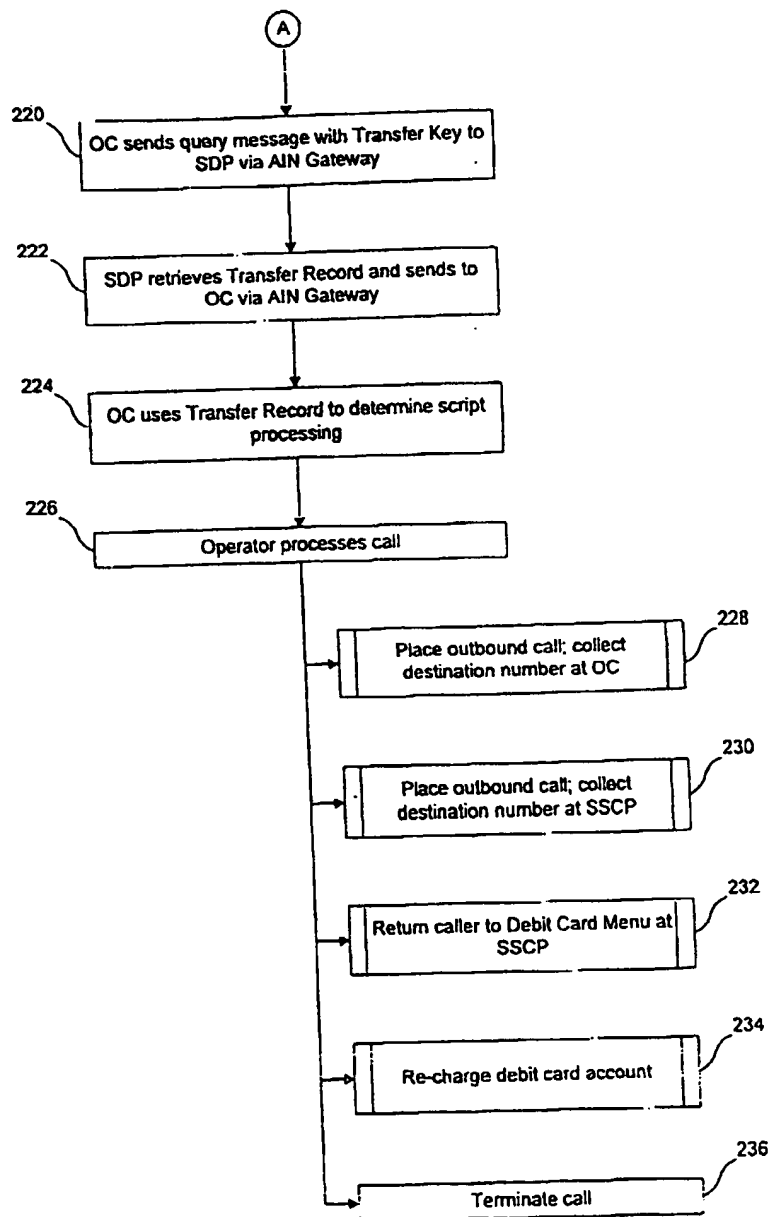 A
220
OC sends query message with Transfer Key to
SDP via AIN Gateway
222
SDP retrieves Transfer Record and sends to
OC via AIN Gateway
224
OC uses Transfer Record to determine script
processing
226
Operator processes call
228
Place outbound call; collect
destination number at OC
230
Place outbound call; collect
destination number at SSCP
232
Return caller to Debit Card Menu at
SSCP
234
Re-charge debit card account
236
Terminate call